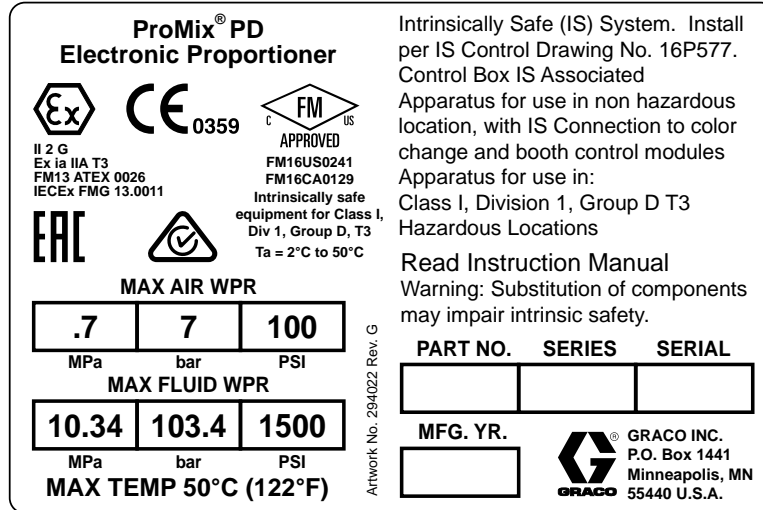 ProMix® PD
Electronic Proportioner
Ex
CE 0359
FM
C US
APPROVED
II 2 G
Ex ia IIA T3
FM13 ATEX 0026
IECEx FMG 13.0011
FM16US0241
FM16CA0129
Intrinsically safe
equipment for Class I,
Div 1, Group D, T3
Ta = 2°C to 50°C
EAC
MAX AIR WPR
.7 7 100
MPa bar PSI
MAX FLUID WPR
10.34 103.4 1500
MPa bar PSI
MAX TEMP 50°C (122°F)
Artwork No. 294022 Rev. G
Intrinsically Safe (IS) System. Install
per IS Control Drawing No. 16P577.
Control Box IS Associated
Apparatus for use in non hazardous
location, with IS Connection to color
change and booth control modules
Apparatus for use in:
Class I, Division 1, Group D T3
Hazardous Locations
Read Instruction Manual
Warning: Substitution of components
may impair intrinsic safety.
PART NO. SERIES SERIAL
MFG. YR.
G®
GRACO
GRACO INC.
P.O. Box 1441
Minneapolis, MN
55440 U.S.A.